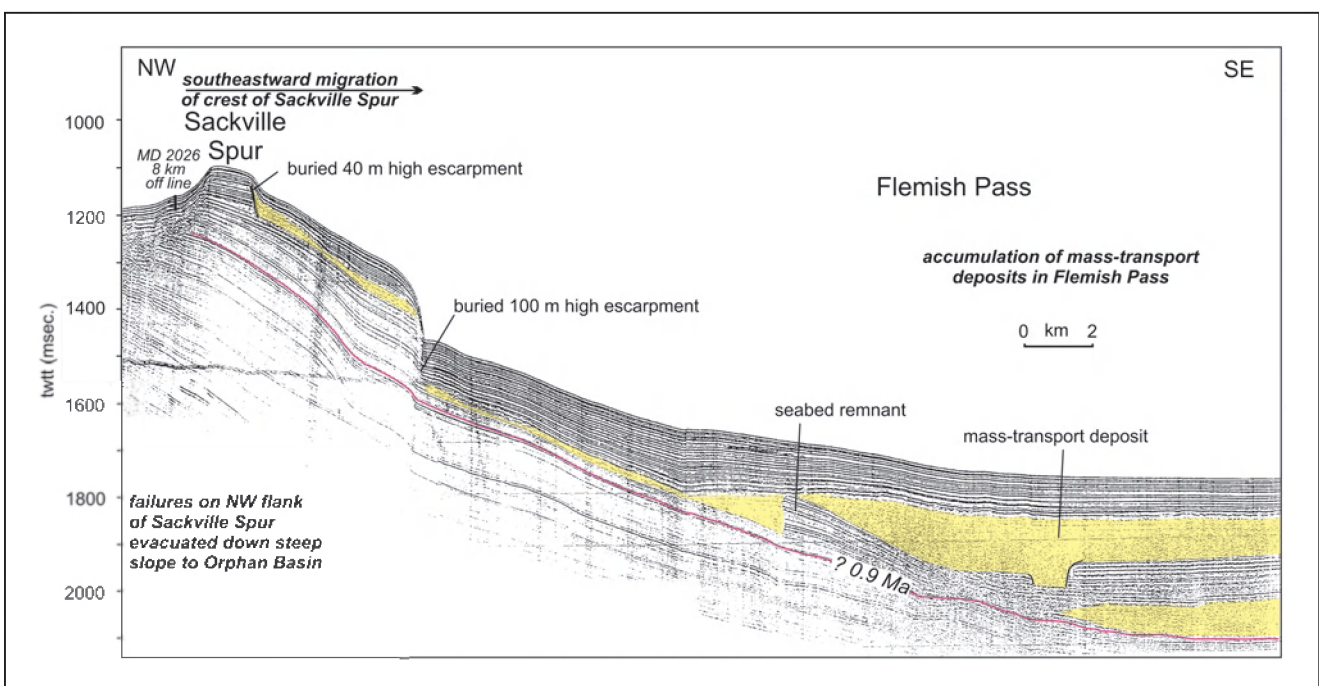 NW
SE
southeastward migration
of crest of Sackville Spur
Sackville
Spur
MD 2026
8 km
off line
buried 40 m high escarpment
Flemish Pass
accumulation of mass-transport
deposits in Flemish Pass
buried 100 m high escarpment
0 km 2
seabed remnant
mass-transport deposit
? 0.9 Ma
failures on NW flank
of Sackville Spur
evacuated down steep
slope to Orphan Basin
twtt (msec.)
1000
1200
1400
1600
1800
2000